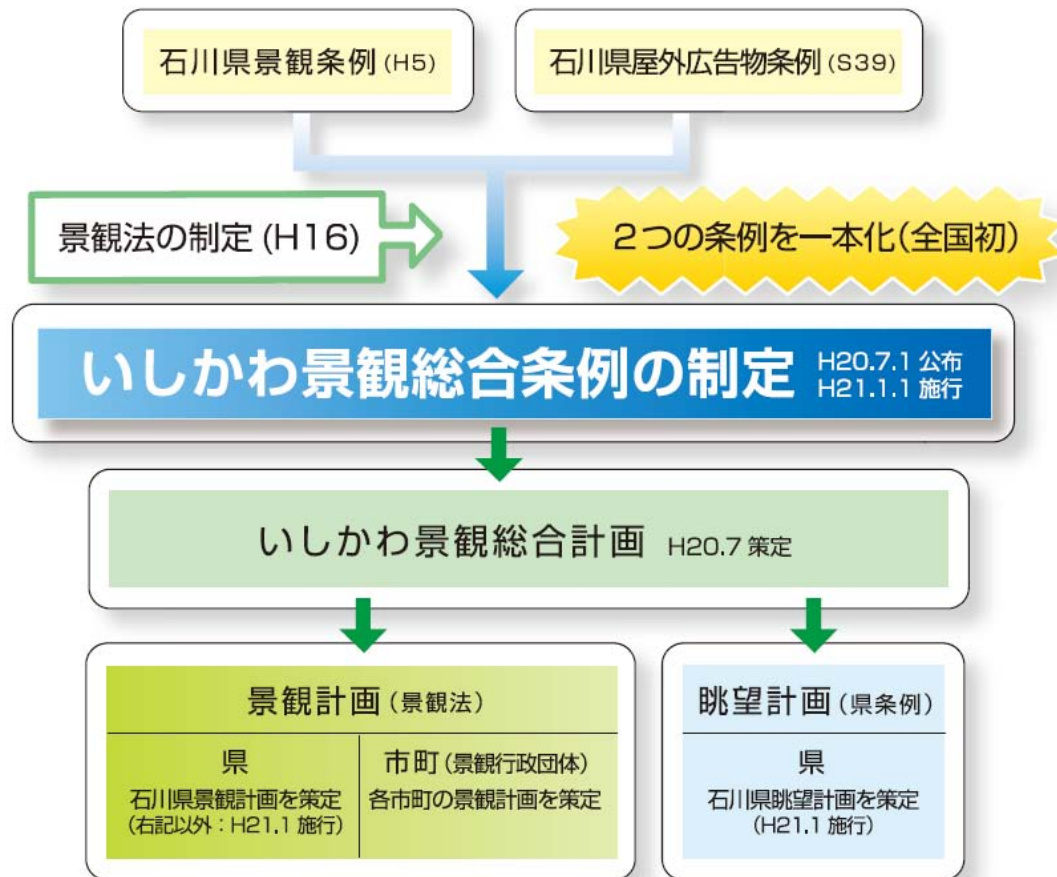 石川県景観条例(H5)
石川県屋外広告物条例(S39)
景観法の制定(H16)
2つの条例を一本化(全国初)
いしかわ景観総合条例の制定 H20.7.1 公布
H21.1.1 施行
いしかわ景観総合計画 H20.7 策定
景観計画(景観法)
県
石川県景観計画を策定
(右記以外：H21.1 施行)
市町(景観行政団体)
各市町の景観計画を策定
眺望計画(県条例)
県
石川県眺望計画を策定
(H21.1 施行)